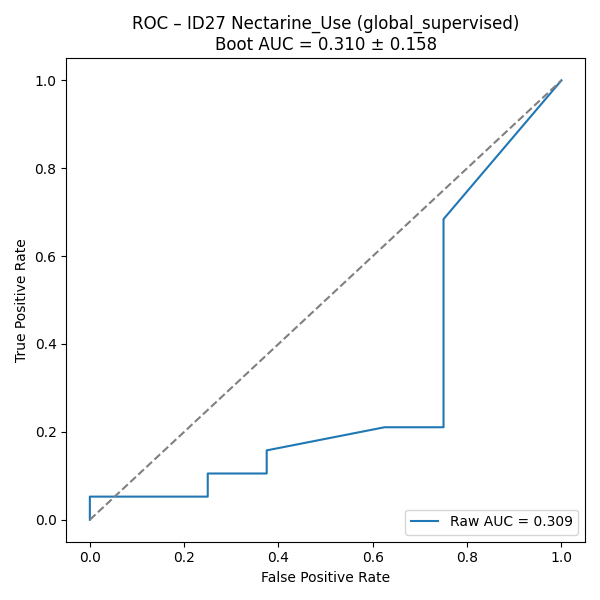 ROC – ID27 Nectarine_Use (global_supervised)
Boot AUC = 0.310 ± 0.158
True Positive Rate
1.0
0.8
0.6
0.4
0.2
0.0
Raw AUC = 0.309
0.0 0.2 0.4 0.6 0.8 1.0
False Positive Rate